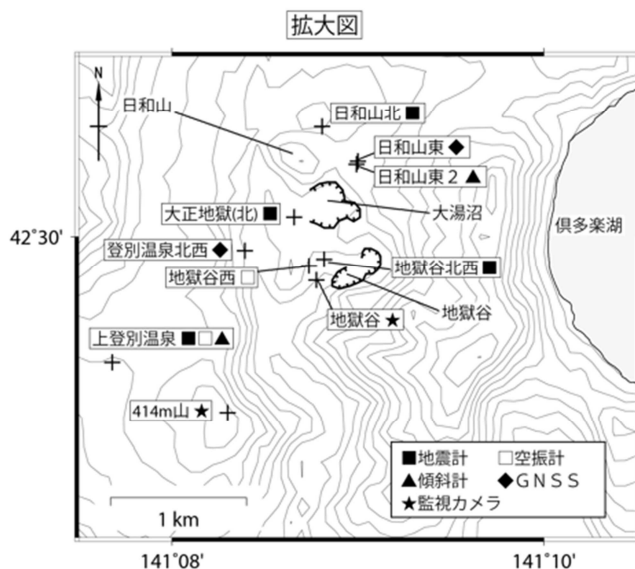 拡大図
N
日和山
日和山北 ■
日和山東 ◆
日和山東2 ▲
大正地獄(北) ■
大湯沼
倶多楽湖
42°30'
登別温泉北西 ◆
地獄谷西 □
地獄谷北西 ■
地獄谷 ★
地獄谷
上登別温泉 ■□▲
414m山 ★
■地震計 □空振計
▲傾斜計 ◆GNSS
★監視カメラ
1 km
141°08' 141°10'